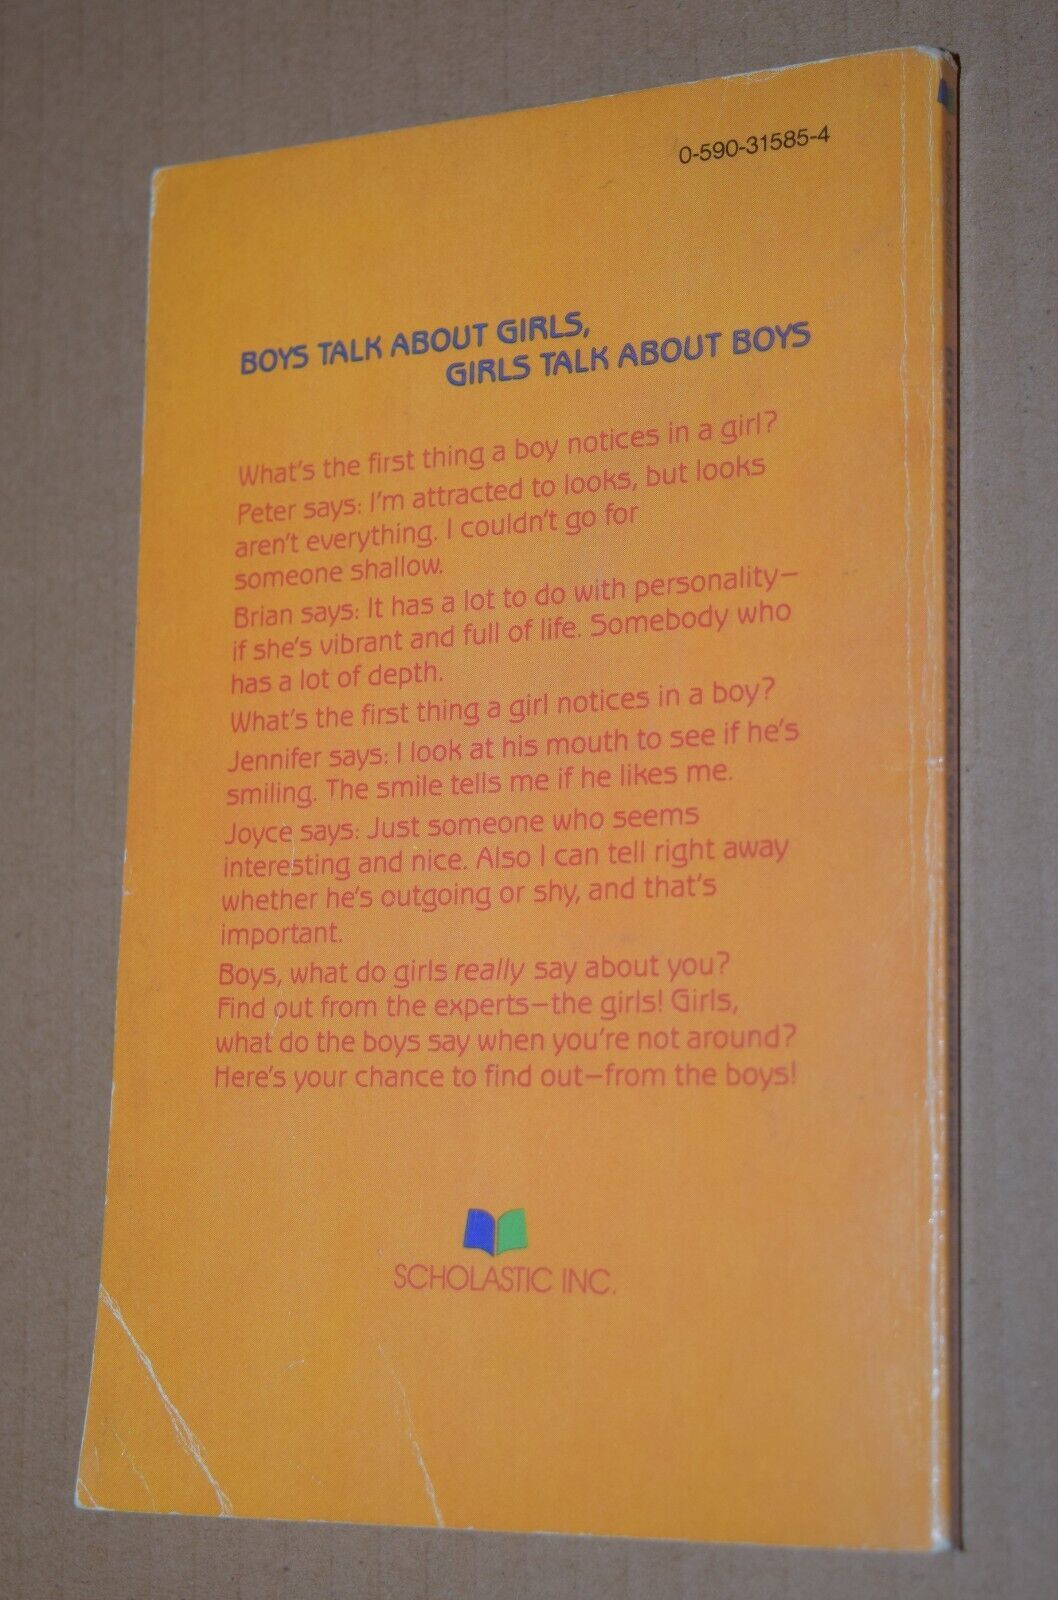 0-590-31585-4
BOYS TALK ABOUT GIRLS,
GIRLS TALK ABOUT BOYS
What's the first thing a boy notices in a girl?
Peter says: I'm attracted to looks, but looks
aren't everything. I couldn't go for
someone shallow.
Brian says: It has a lot to do with personality—
if she's vibrant and full of life. Somebody who
has a lot of depth.
What's the first thing a girl notices in a boy?
Jennifer says: I look at his mouth to see if he's
smiling. The smile tells me if he likes me.
Joyce says: Just someone who seems
interesting and nice. Also I can tell right away
whether he's outgoing or shy, and that's
important.
Boys, what do girls really say about you?
Find out from the experts—the girls! Girls,
what do the boys say when you're not around?
Here's your chance to find out—from the boys!
SCHOLASTIC INC.